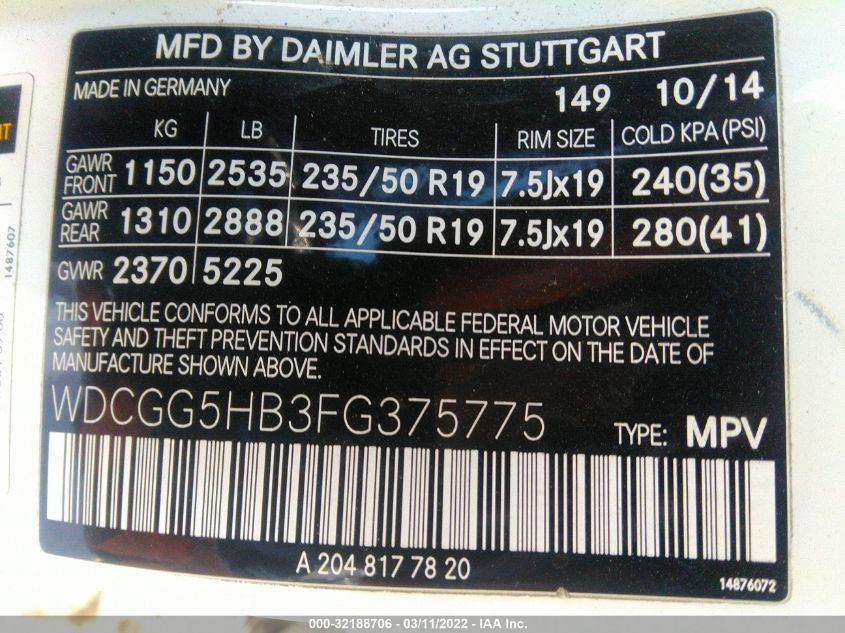 MFD BY DAIMLER AG STUTTGART
MADE IN GERMANY 149 10/14
KG LB TIRES RIM SIZE COLD KPA (PSI)
GAWR FRONT 1150 2535 235/50 R19 7.5Jx19 240(35)
GAWR REAR 1310 2888 235/50 R19 7.5Jx19 280(41)
GVWR 2370 5225
THIS VEHICLE CONFORMS TO ALL APPLICABLE FEDERAL MOTOR VEHICLE
SAFETY AND THEFT PREVENTION STANDARDS IN EFFECT ON THE DATE OF
MANUFACTURE SHOWN ABOVE.
WDCGG5HB3FG375775 TYPE: MPV
A 204 817 78 20
14876072
1487607
000-32188706 - 03/11/2022 - IAA Inc.